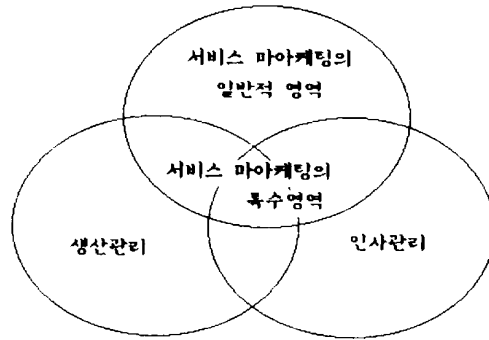 서비스 마아케팅의
일반적 영역
서비스 마아케팅의
특수영역
생산관리
인사관리